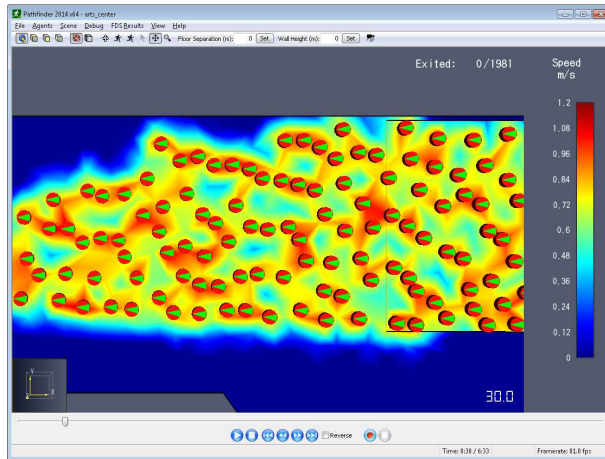 Pathfinder 2014 x64 - arts_center
File Agents Scene Debug FDS Results View Help
Floor Separation (m): 0 Set Wall Height (m): 0 Set
Exited: 0/1981
Speed
m/s
1.2
1.08
0.96
0.84
0.72
0.6
0.48
0.36
0.24
0.12
0
Y
X
30.0
Reverse
Time: 0:30 / 6:33 Framerate: 81.0 fps